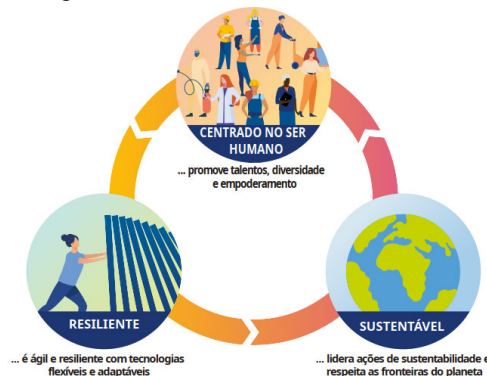 CENTRADO NO SER
HUMANO
... promove talentos, diversidade
e empoderamento
RESILIENTE
... é ágil e resiliente com tecnologias
flexíveis e adaptáveis
SUSTENTÁVEL
... lidera ações de sustentabilidade e
respeita as fronteiras do planeta